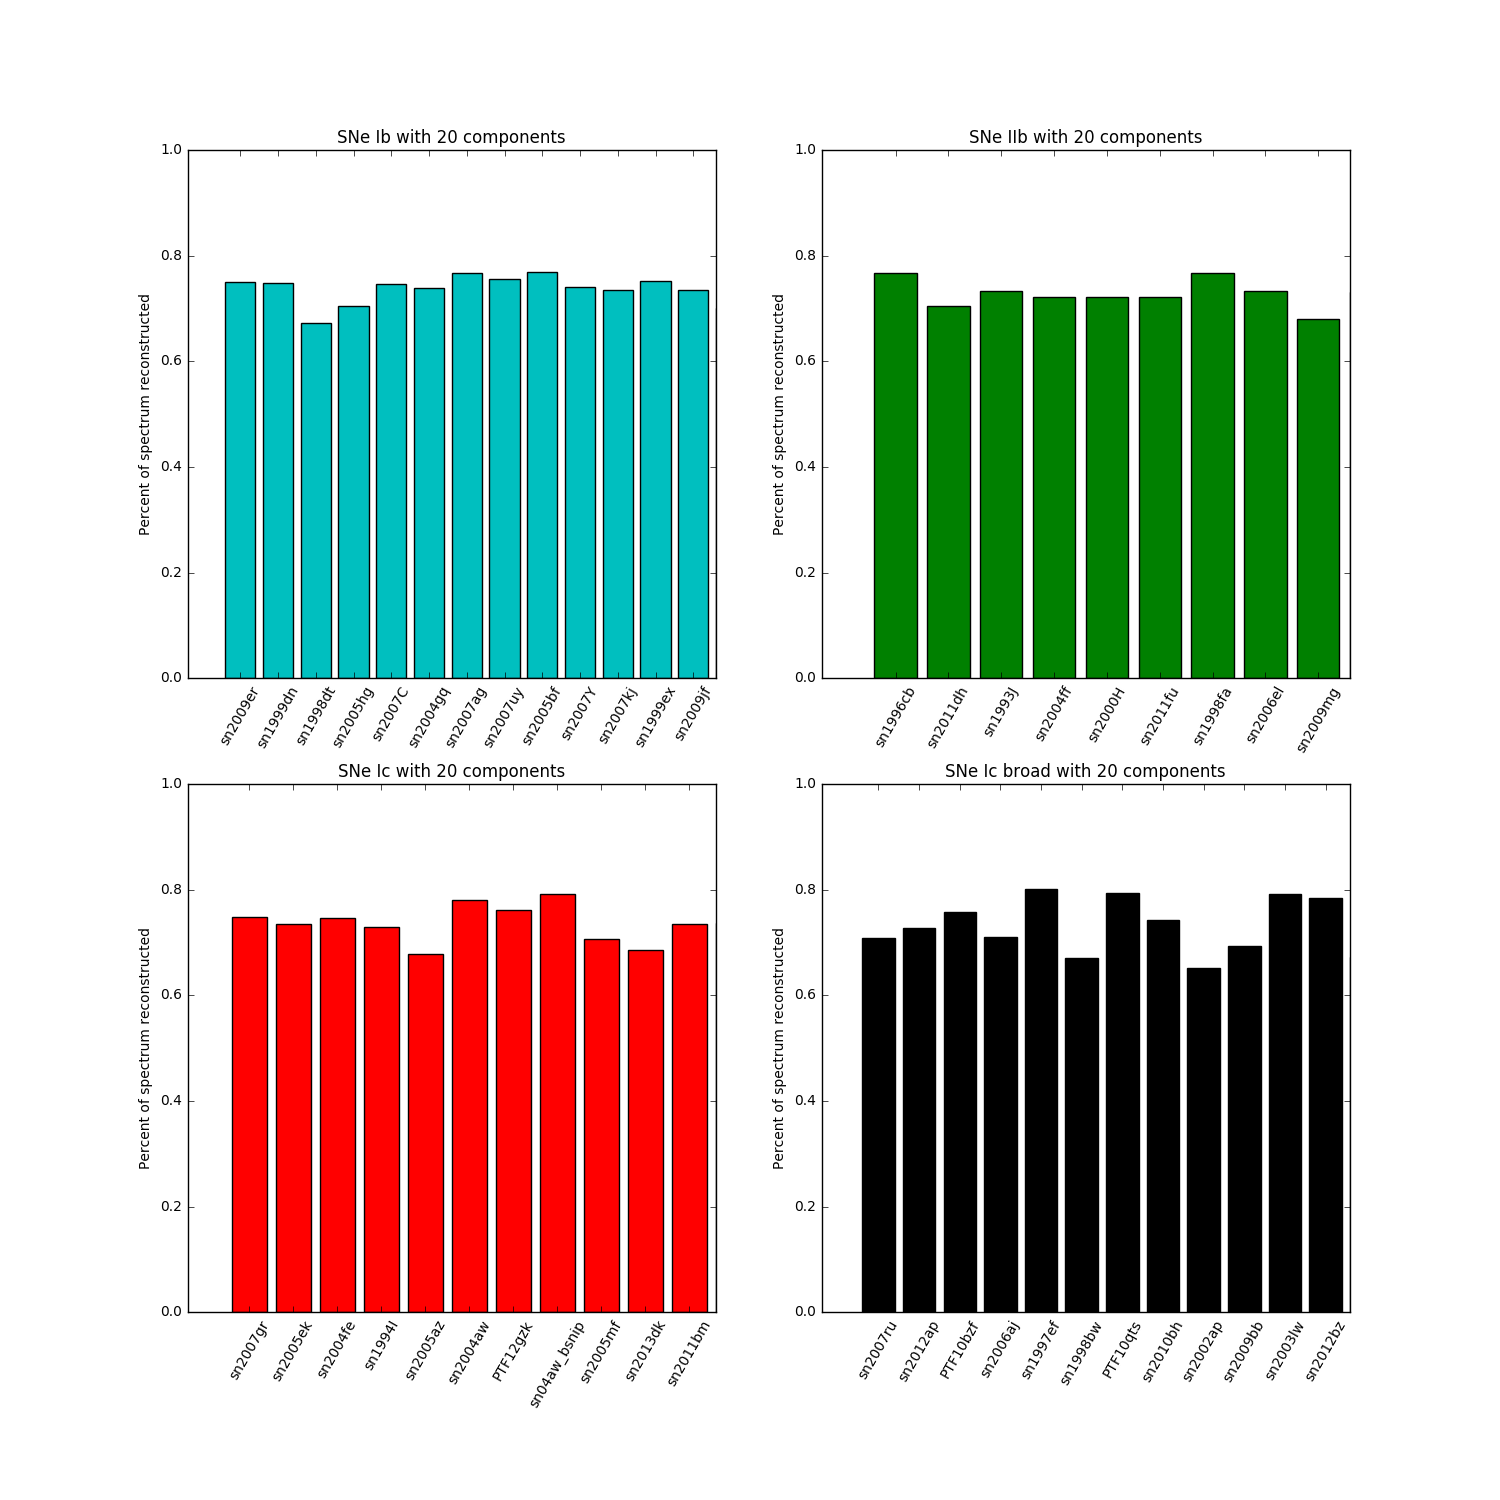 SNe Ib with 20 components
1.0
0.8
0.6
0.4
0.2
0.0
Percent of spectrum reconstructed
sn2009er
sn1999dn
sn1998dt
sn2005hg
sn2007C
sn2004gq
sn2007ag
sn2007uy
sn2005bf
sn2007Y
sn2007kj
sn1999ex
sn2009jf
SNe IIb with 20 components
1.0
0.8
0.6
0.4
0.2
0.0
Percent of spectrum reconstructed
sn1996cb
sn2011dh
sn1993J
sn2004ff
sn2000H
sn2011fu
sn1998fa
sn2006el
sn2009mg
SNe Ic with 20 components
1.0
0.8
0.6
0.4
0.2
0.0
Percent of spectrum reconstructed
sn2007gr
sn2005ek
sn2004fe
sn1994I
sn2005az
sn2004aw
PTF12gzk
sn04aw_bsnip
sn2005mf
sn2013dk
sn2011bm
SNe Ic broad with 20 components
1.0
0.8
0.6
0.4
0.2
0.0
Percent of spectrum reconstructed
sn2007ru
sn2012ap
PTF10bzf
sn2006aj
sn1997ef
sn1998bw
PTF10qts
sn2010bh
sn2002ap
sn2009bb
sn2003lw
sn2012bz